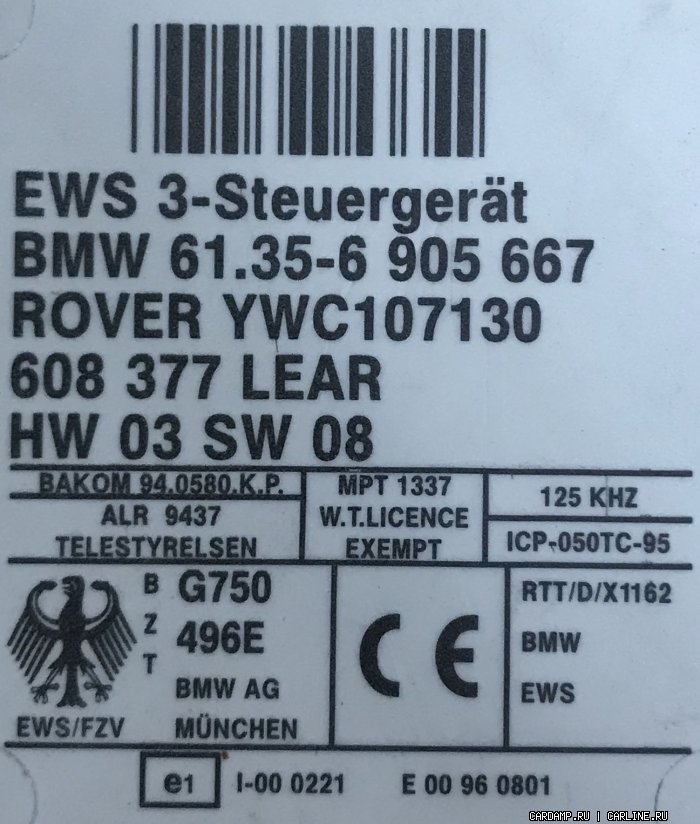 EWS 3-Steuergerät
BMW 61.35-6 905 667
ROVER YWC107130
608 377 LEAR
HW 03 SW 08
BAKOM 94.0580.K.P.
ALR 9437
TELESTYRELSEN
MPT 1337
W.T.LICENCE
EXEMPT
125 KHZ
ICP-050TC-95
EWS/FZV
BZT
G750
496E
BMW AG
MÜNCHEN
CE
RTT/D/X1162
BMW
EWS
e1 I-00 0221 E 00 96 0801
CARDAMP.RU | CARLINE.RU